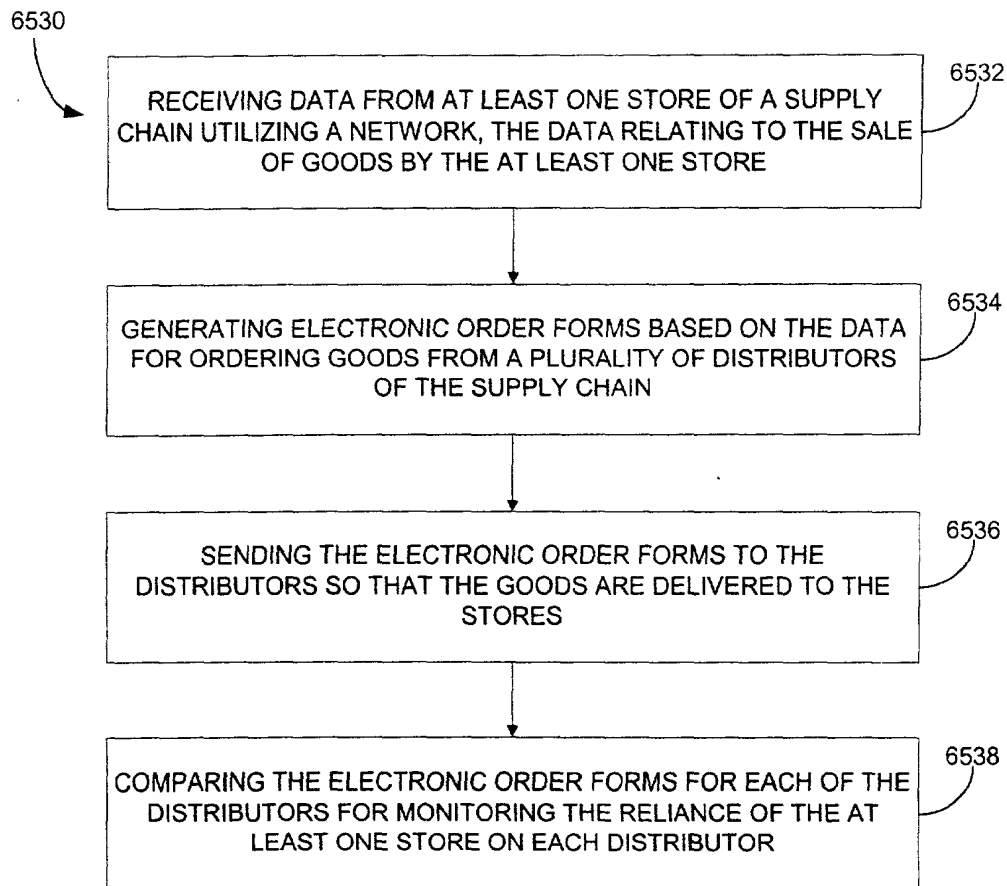 6530
6532
RECEIVING DATA FROM AT LEAST ONE STORE OF A SUPPLY
CHAIN UTILIZING A NETWORK, THE DATA RELATING TO THE SALE
OF GOODS BY THE AT LEAST ONE STORE
6534
GENERATING ELECTRONIC ORDER FORMS BASED ON THE DATA
FOR ORDERING GOODS FROM A PLURALITY OF DISTRIBUTORS
OF THE SUPPLY CHAIN
6536
SENDING THE ELECTRONIC ORDER FORMS TO THE
DISTRIBUTORS SO THAT THE GOODS ARE DELIVERED TO THE
STORES
6538
COMPARING THE ELECTRONIC ORDER FORMS FOR EACH OF THE
DISTRIBUTORS FOR MONITORING THE RELIANCE OF THE AT
LEAST ONE STORE ON EACH DISTRIBUTOR